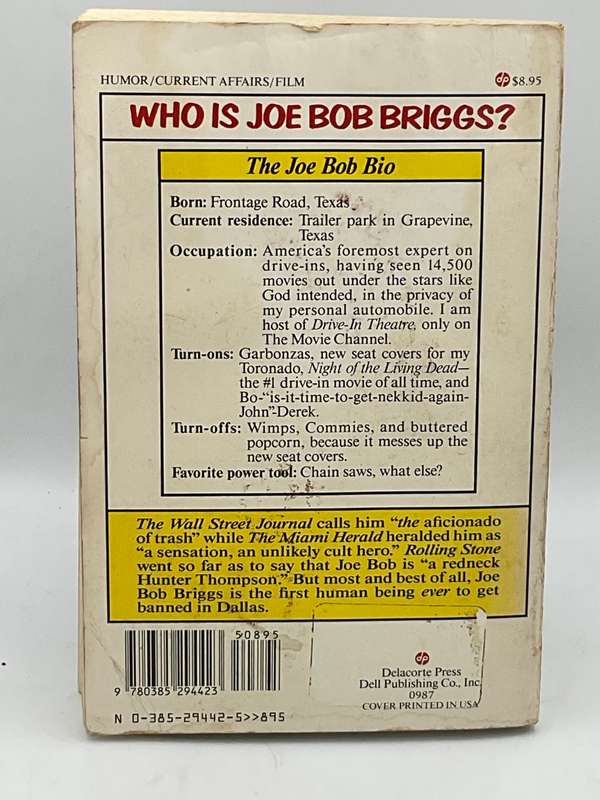 HUMOR/CURRENT AFFAIRS/FILM
dp $8.95
WHO IS JOE BOB BRIGGS?
The Joe Bob Bio
Born: Frontage Road, Texas
Current residence: Trailer park in Grapevine,
Texas
Occupation: America's foremost expert on
drive-ins, having seen 14,500
movies out under the stars like
God intended, in the privacy of
my personal automobile. I am
host of Drive-In Theatre, only on
The Movie Channel.
Turn-ons: Garbonzas, new seat covers for my
Toronado, Night of the Living Dead—
the #1 drive-in movie of all time, and
Bo-"is-it-time-to-get-nekkid-again-
John"-Derek.
Turn-offs: Wimps, Commies, and buttered
popcorn, because it messes up the
new seat covers.
Favorite power tool: Chain saws, what else?
The Wall Street Journal calls him "the aficionado
of trash" while The Miami Herald heralded him as
"a sensation, an unlikely cult hero." Rolling Stone
went so far as to say that Joe Bob is "a redneck
Hunter Thompson." But most and best of all, Joe
Bob Briggs is the first human being ever to get
banned in Dallas.
50895
9 780385 294423
N 0-385-29442-5>>895
dp
Delacorte Press
Dell Publishing Co., Inc.
0987
COVER PRINTED IN USA